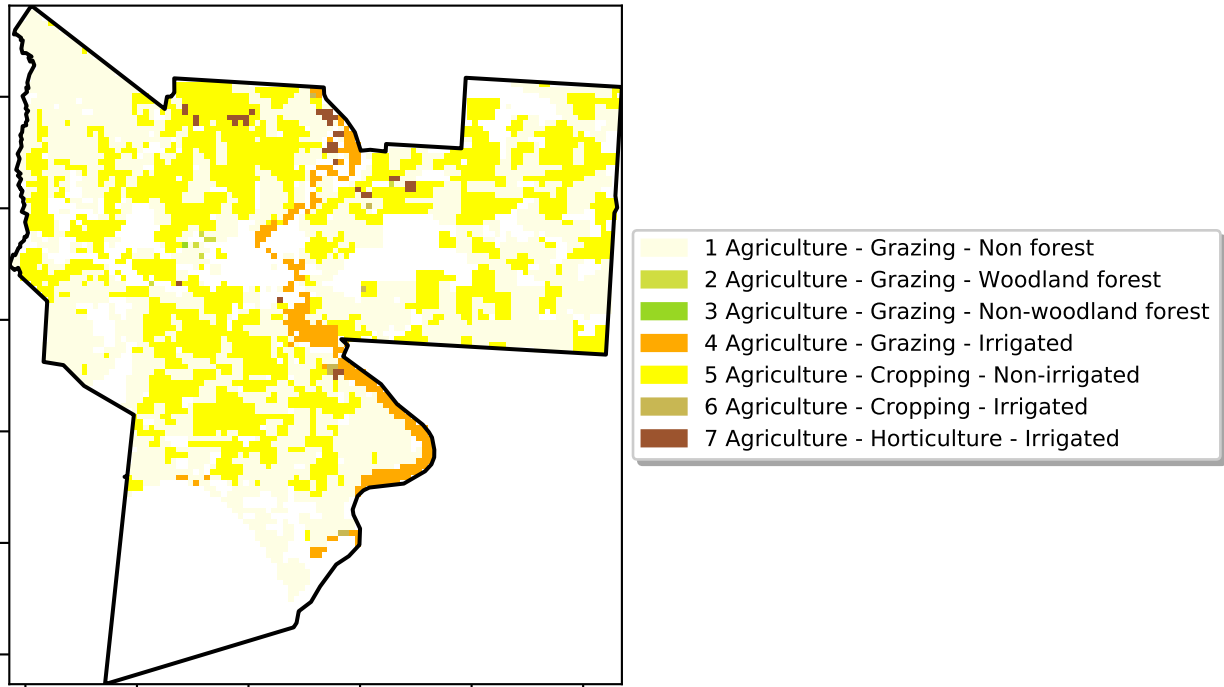 1 Agriculture - Grazing - Non forest
2 Agriculture - Grazing - Woodland forest
3 Agriculture - Grazing - Non-woodland forest
4 Agriculture - Grazing - Irrigated
5 Agriculture - Cropping - Non-irrigated
6 Agriculture - Cropping - Irrigated
7 Agriculture - Horticulture - Irrigated